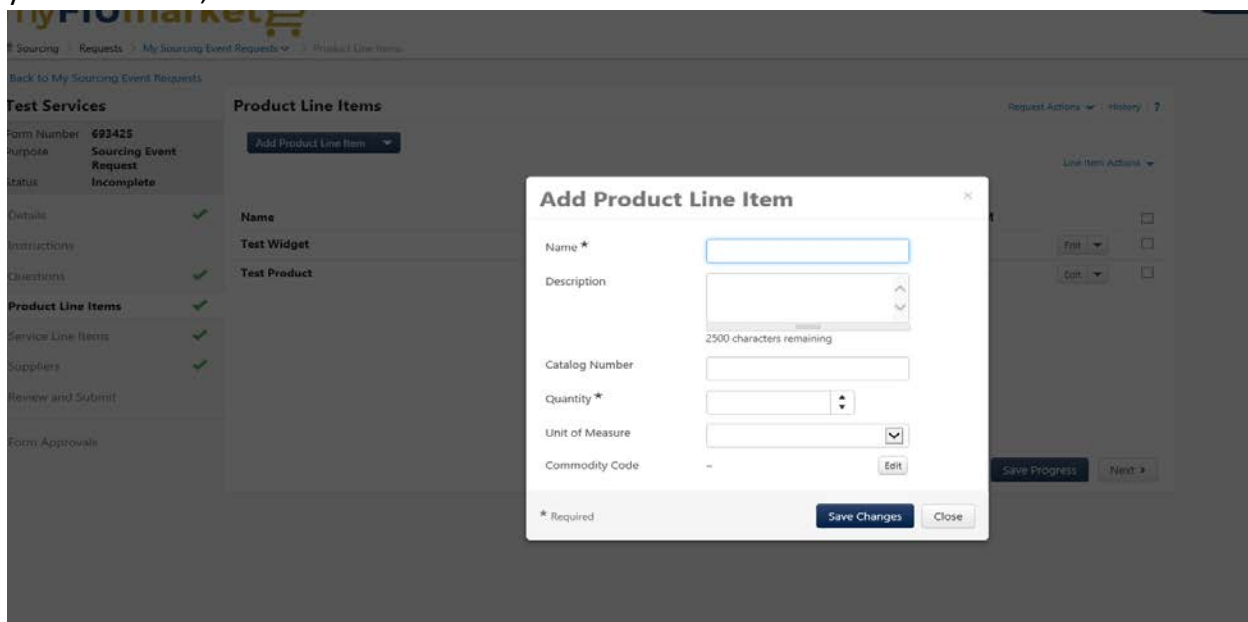 Sourcing > Requests > My Sourcing Event Requests > Product Line Items
Back to My Sourcing Event Requests
Test Services
Form Number 693425
Purpose Sourcing Event Request
Status Incomplete
Details
Instructions
Questions
Product Line Items
Service Line Items
Suppliers
Review and Submit
Form Approvals
Product Line Items
Request Actions History ?
Add Product Line Item
Line Item Actions
Name
Test Widget
Edit
Test Product
Edit
Add Product Line Item ×
Name *
Description
2500 characters remaining
Catalog Number
Quantity *
Unit of Measure
Commodity Code – Edit
* Required
Save Changes Close
Save Progress Next >